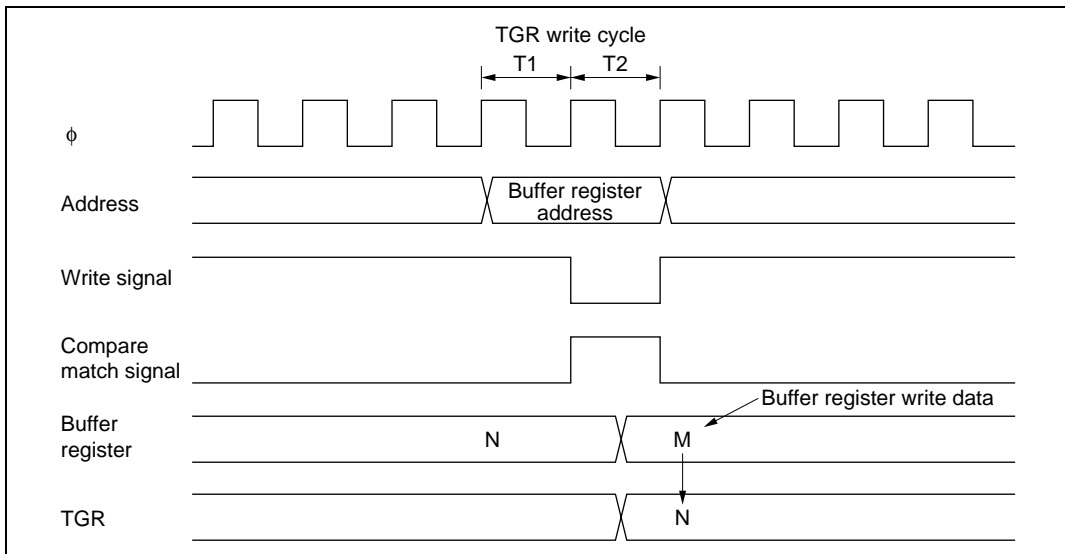 TGR write cycle
T1 T2
ϕ
Address
Buffer register
address
Write signal
Compare
match signal
Buffer register write data
Buffer
register
N M
TGR
N